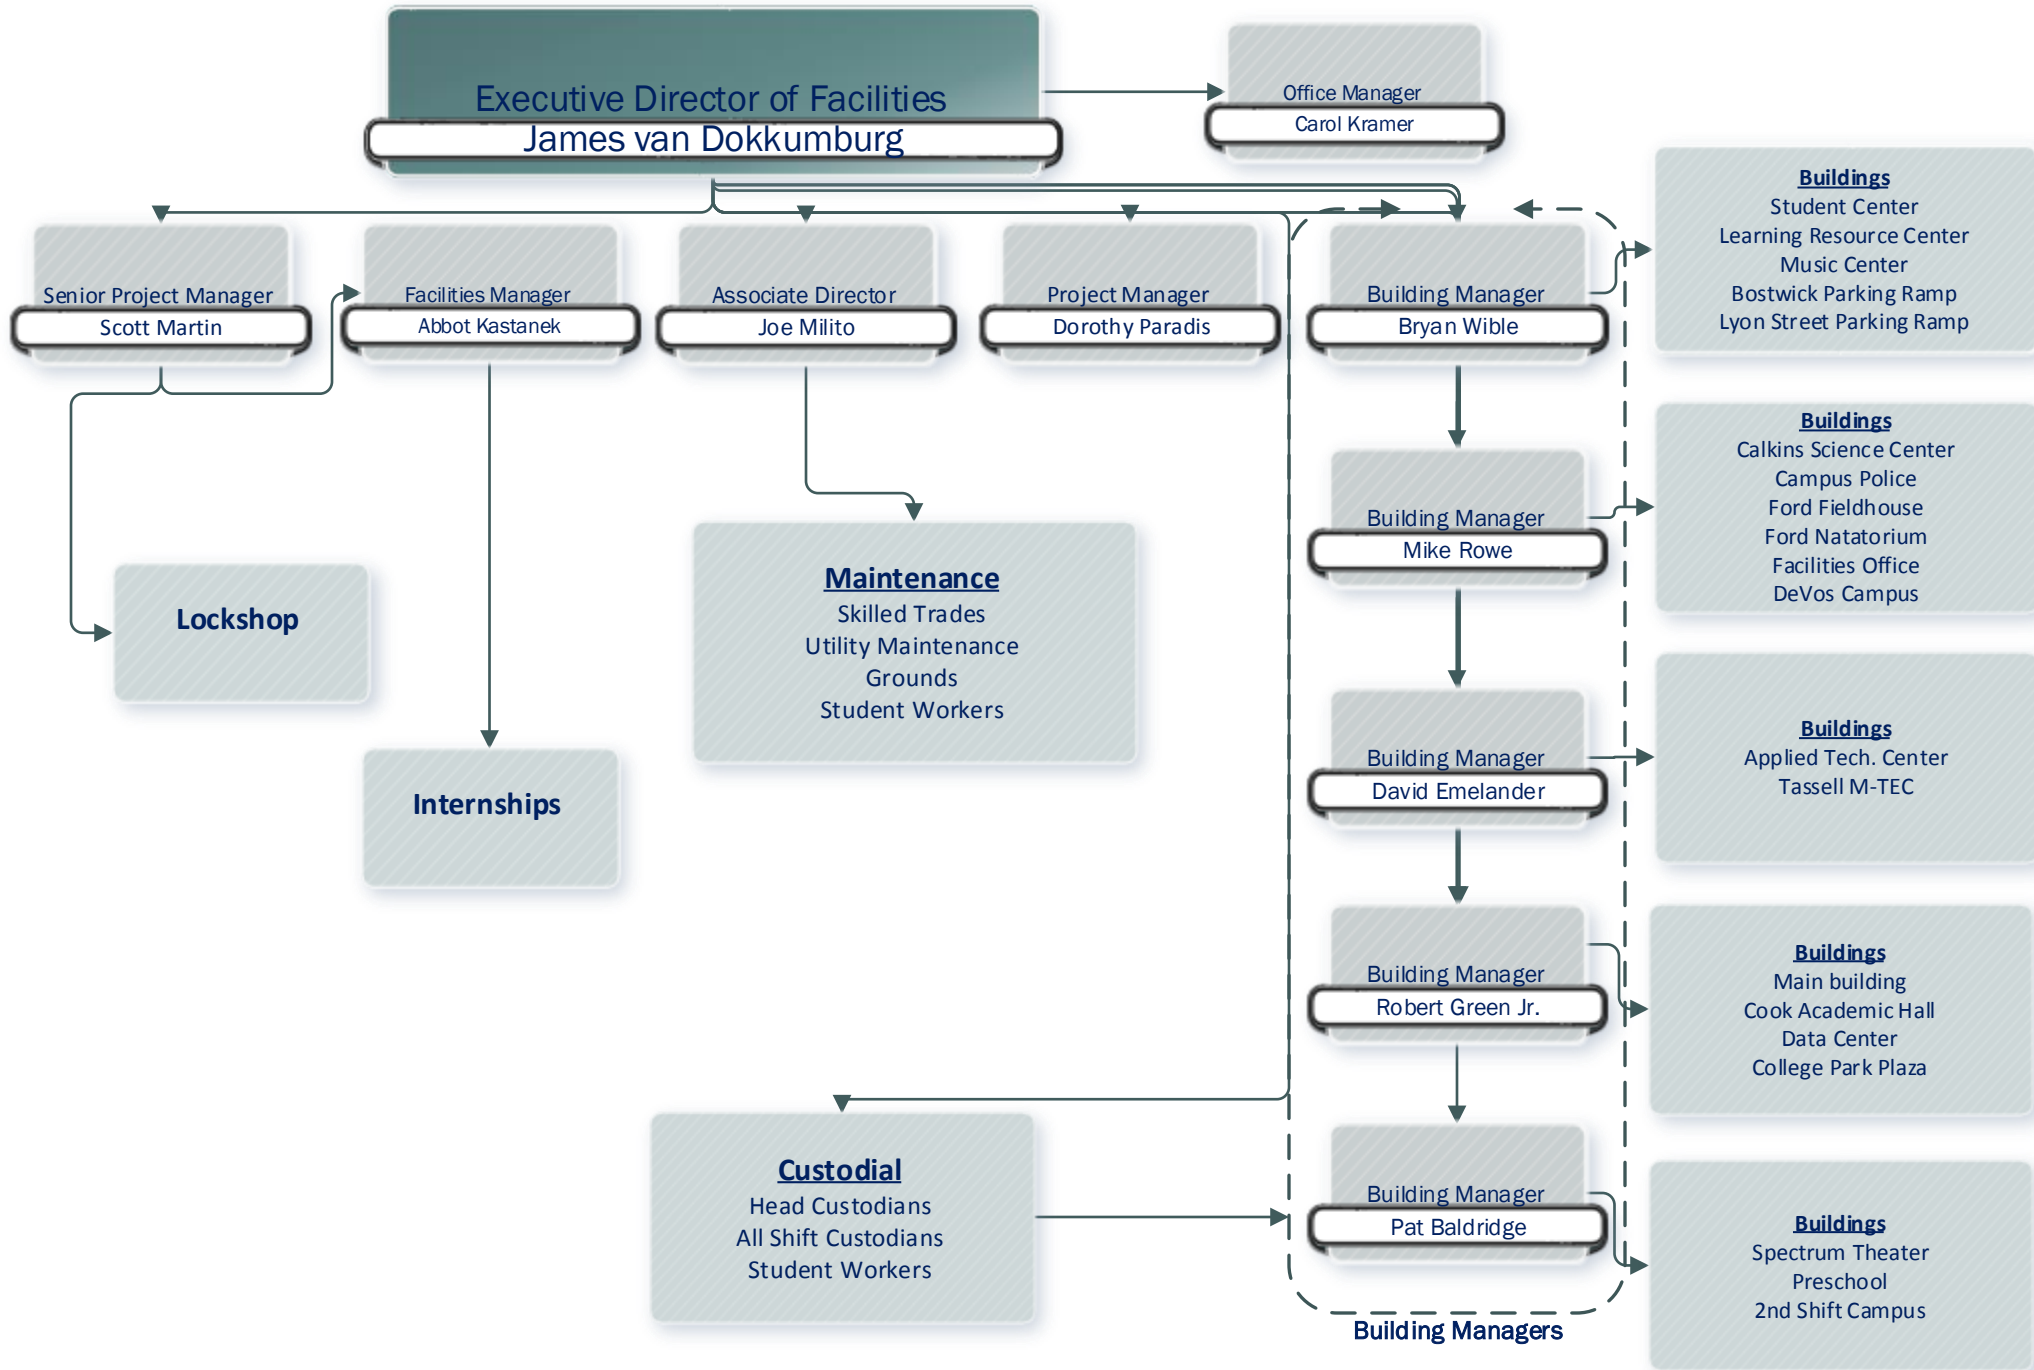 Executive Director of Facilities
James van Dokkumburg
Office Manager
Carol Kramer
Senior Project Manager
Scott Martin
Facilities Manager
Abbot Kastanek
Associate Director
Joe Milito
Project Manager
Dorothy Paradis
Building Manager
Bryan Wible
Buildings
Student Center
Learning Resource Center
Music Center
Bostwick Parking Ramp
Lyon Street Parking Ramp
Building Manager
Mike Rowe
Buildings
Calkins Science Center
Campus Police
Ford Fieldhouse
Ford Natatorium
Facilities Office
DeVos Campus
Lockshop
Maintenance
Skilled Trades
Utility Maintenance
Grounds
Student Workers
Internships
Building Manager
David Emelander
Buildings
Applied Tech. Center
Tassell M-TEC
Building Manager
Robert Green Jr.
Buildings
Main building
Cook Academic Hall
Data Center
College Park Plaza
Custodial
Head Custodians
All Shift Custodians
Student Workers
Building Manager
Pat Baldridge
Buildings
Spectrum Theater
Preschool
2nd Shift Campus
Building Managers